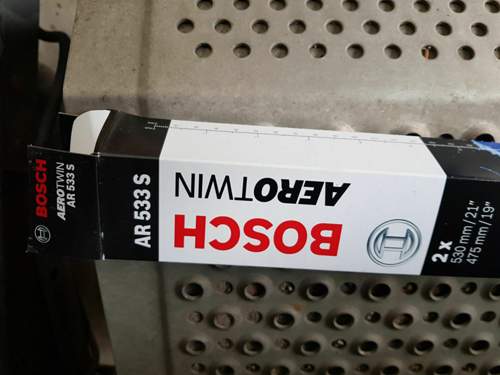 BOSCH
AEROTWIN
AR 533 S
AR 533 S
BOSCH
AEROTWIN
2 x
530 mm / 21"
475 mm / 19"